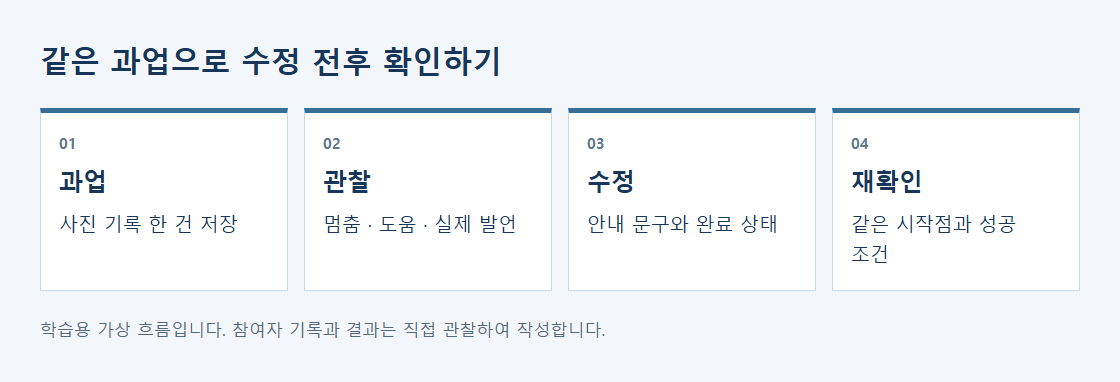 같은 과업으로 수정 전후 확인하기
01
과업
사진 기록 한 건 저장
02
관찰
멈춤 · 도움 · 실제 발언
03
수정
안내 문구와 완료 상태
04
재확인
같은 시작점과 성공
조건
학습용 가상 흐름입니다. 참여자 기록과 결과는 직접 관찰하여 작성합니다.